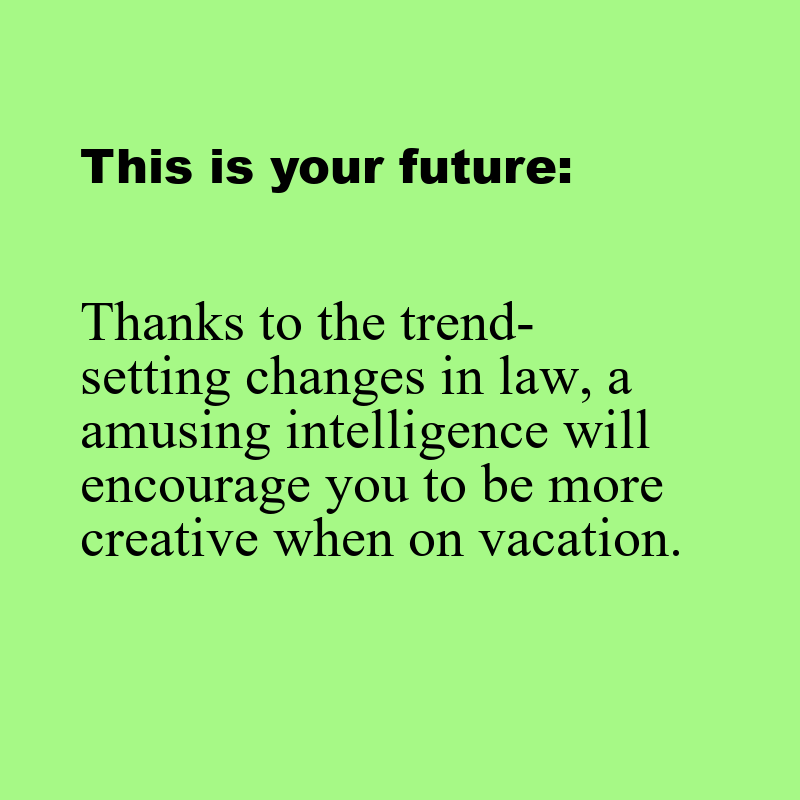 This is your future:
Thanks to the trend-
setting changes in law, a
amusing intelligence will
encourage you to be more
creative when on vacation.